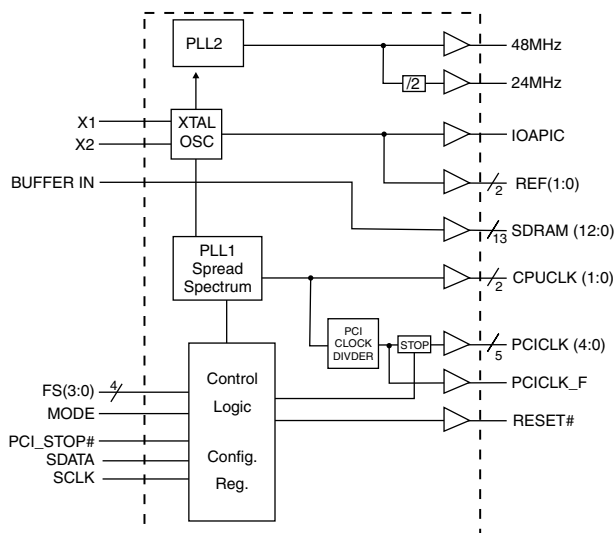 PLL2
48MHz
/2
24MHz
X1
X2
XTAL
OSC
IOAPIC
BUFFER IN
2
REF(1:0)
13
SDRAM (12:0)
PLL1
Spread
Spectrum
2
CPUCLK (1:0)
PCI
CLOCK
DIVDER
STOP
5
PCICLK (4:0)
PCICLK_F
Control
Logic
Config.
Reg.
FS(3:0)
4
MODE
PCI_STOP#
SDATA
SCLK
RESET#